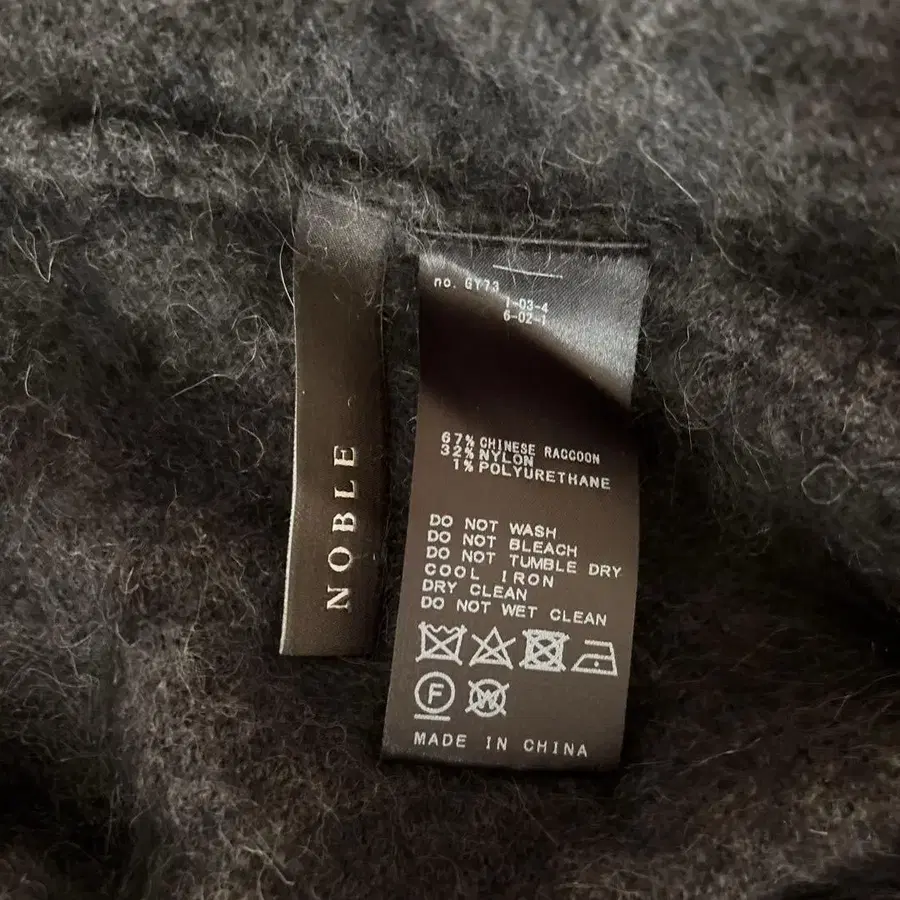 NOBLE
no. GY73
1-03-4
6-02-1
67% CHINESE RACCOON
32% NYLON
1% POLYURETHANE
DO NOT WASH
DO NOT BLEACH
DO NOT TUMBLE DRY
COOL IRON
DRY CLEAN
DO NOT WET CLEAN
F W
MADE IN CHINA